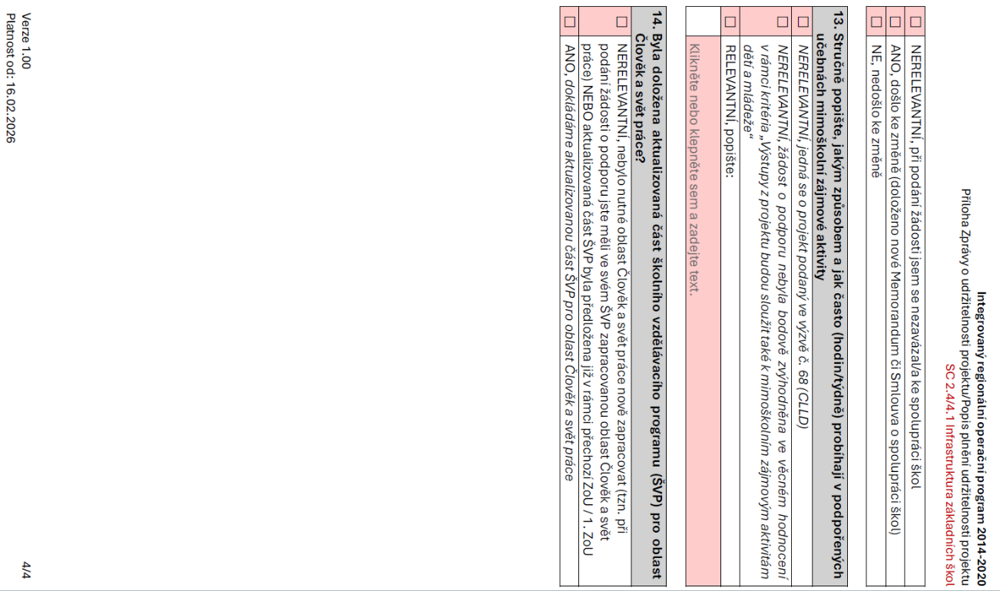 Integrovaný regionální operační program 2014-2020
Příloha Zprávy o udržitelnosti projektu/Popis plnění udržitelnosti projektu
SC 2.4/4.1 Infrastruktura základních škol
☐ NERELEVANTNÍ, při podání žádosti jsem se nezavázal/a ke spolupráci škol
☐ ANO, došlo ke změně (doloženo nové Memorandum či Smlouva o spolupráci škol)
☐ NE, nedošlo ke změně
13. Stručně popište, jakým způsobem a jak často (hodin/týdně) probíhají v podpořených
učebnách mimoškolní zájmové aktivity
☐ NERELEVANTNÍ, jedná se o projekt podaný ve výzvě č. 68 (CLLD)
☐ NERELEVANTNÍ, žádost o podporu nebyla bodově zvýhodněna ve věcném hodnocení
v rámci kritéria „Výstupy z projektu budou sloužit také k mimoškolním zájmovým aktivitám
dětí a mládeže“
☐ RELEVANTNÍ, popište:
Klikněte nebo klepněte sem a zadejte text.
14. Byla doložena aktualizovaná část školního vzdělávacího programu (ŠVP) pro oblast
Člověk a svět práce?
☐ NERELEVANTNÍ, nebylo nutné oblast Člověk a svět práce nově zapracovat (tzn. při
podání žádosti o podporu jste měli ve svém ŠVP zapracovanou oblast Člověk a svět
práce) NEBO aktualizovaná část ŠVP byla předložena již v rámci přechozí ZoU / 1. ZoU
☐ ANO, dokládáme aktualizovanou část ŠVP pro oblast Člověk a svět práce
Verze 1.00
Platnost od: 16.02.2026
4/4